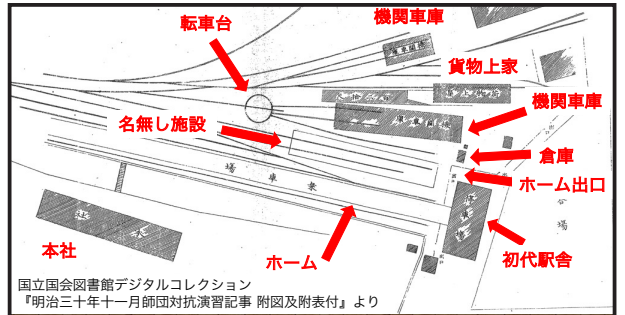 転車台
機関車庫
貨物上家
機関車庫
名無し施設
倉庫
ホーム出口
場車乗
本社
ホーム
初代駅舎
国立国会図書館デジタルコレクション
『明治三十年十一月師団対抗演習記事 附図及附表付』より